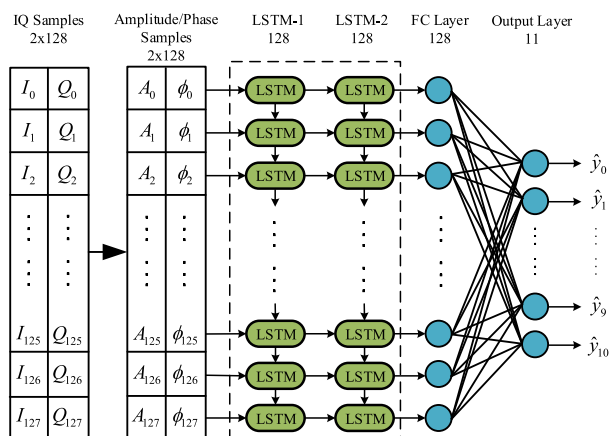 IQ Samples
2x128
Amplitude/Phase
Samples
2x128
LSTM-1
128
LSTM-2
128
FC Layer
128
Output Layer
11
I₀ Q₀ A₀ ϕ₀ LSTM LSTM
I₁ Q₁ A₁ ϕ₁ LSTM LSTM
I₂ Q₂ A₂ ϕ₂ LSTM LSTM
I₁₂₅ Q₁₂₅ A₁₂₅ ϕ₁₂₅ LSTM LSTM
I₁₂₆ Q₁₂₆ A₁₂₆ ϕ₁₂₆ LSTM LSTM
I₁₂₇ Q₁₂₇ A₁₂₇ ϕ₁₂₇ LSTM LSTM
ŷ₀
ŷ₁
ŷ₉
ŷ₁₀